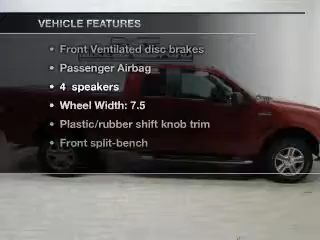 VEHICLE FEATURES
• Front Ventilated disc brakes
• Passenger Airbag
• 4 speakers
• Wheel Width: 7.5
• Plastic/rubber shift knob trim
• Front split-bench